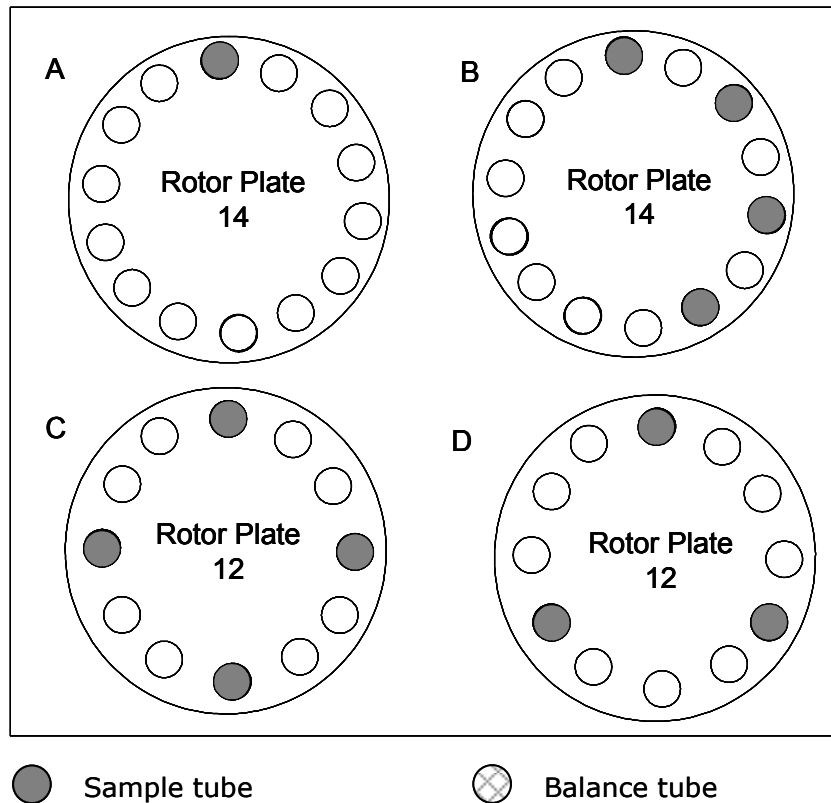 A
Rotor Plate
14
B
Rotor Plate
14
C
Rotor Plate
12
D
Rotor Plate
12
Sample tube
Balance tube